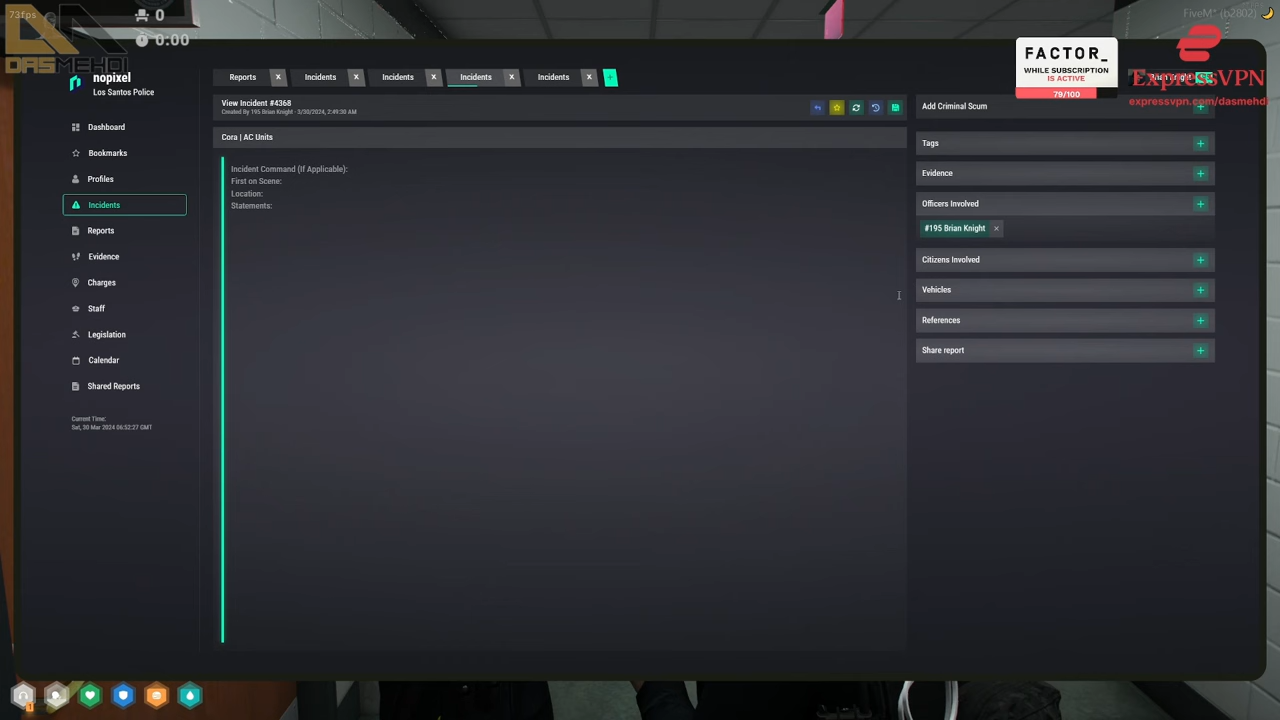 73fps
0
0:00
DASMEHDI
FiveM* (b2802)
FACTOR_
WHILE SUBSCRIPTION
IS ACTIVE
79/100
ExpressVPN
expressvpn.com/dasmehdi
nopixel
Los Santos Police
Dashboard
Bookmarks
Profiles
Incidents
Reports
Evidence
Charges
Staff
Legislation
Calendar
Shared Reports
Current Time:
Sat, 30 Mar 2024 06:52:27 GMT
Reports x Incidents x Incidents x Incidents x Incidents x +
View Incident #4368
Created By 195 Brian Knight - 3/30/2024, 2:49:30 AM
Cora | AC Units
Incident Command (If Applicable):
First on Scene:
Location:
Statements:
Add Criminal Scum +
Tags +
Evidence +
Officers Involved +
#195 Brian Knight x
Citizens Involved +
Vehicles +
References +
Share report +
1